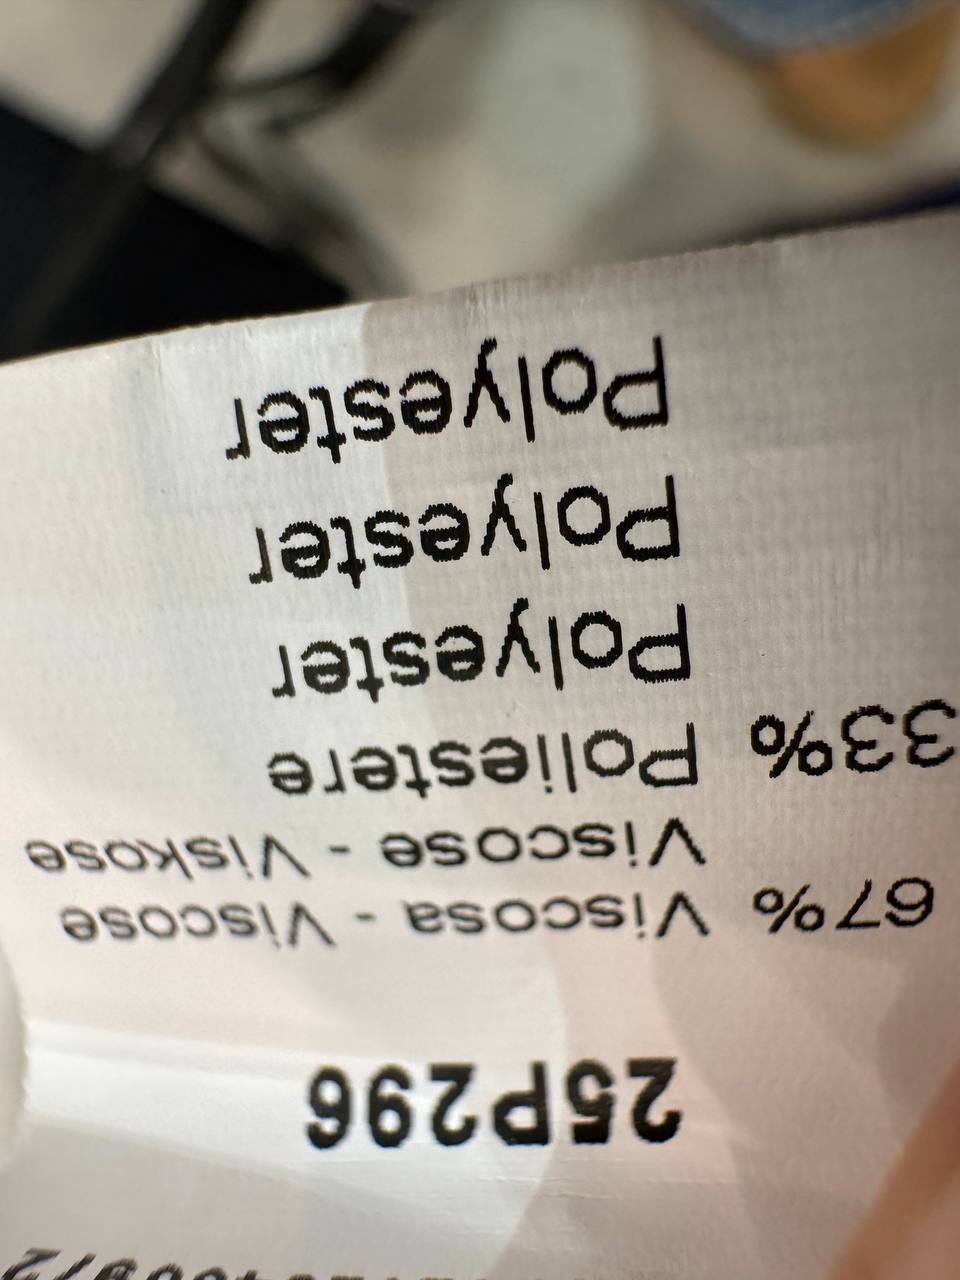 25P296
67% Viscosa - Viscose
Viscose - Viskose
33% Poliestere
Polyester
Polyester
Polyester